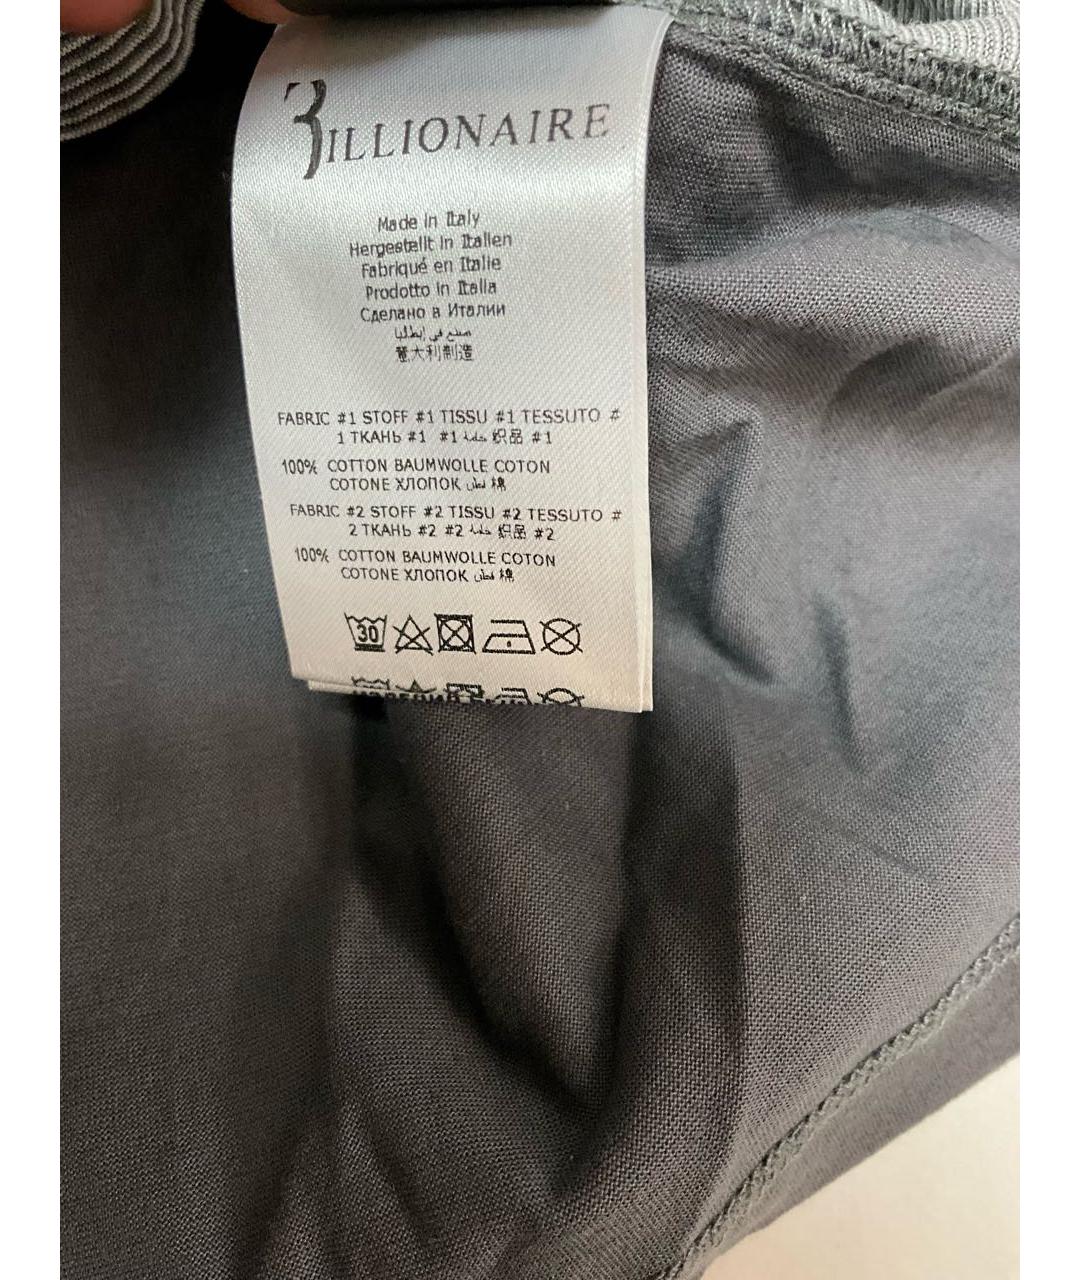 BILLIONAIRE
Made in Italy
Hergestellt in Italien
Fabriqué en Italie
Prodotto in Italia
Сделано в Италии
صنع في إيطاليا
意大利制造
FABRIC #1 STOFF #1 TISSU #1 TESSUTO #
1 ТКАНЬ #1 #1 خامة 织品 #1
100% COTTON BAUMWOLLE COTON
COTONE ХЛОПОК قطن 棉
FABRIC #2 STOFF #2 TISSU #2 TESSUTO #
2 ТКАНЬ #2 #2 خامة 织品 #2
100% COTTON BAUMWOLLE COTON
COTONE ХЛОПОК قطن 棉
30